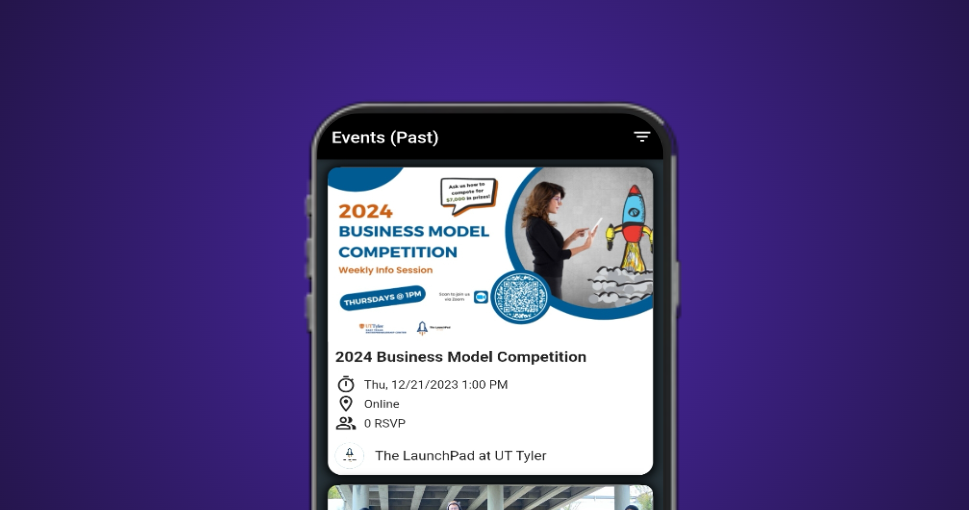 Events (Past)
Ask us how to
compete for
$7,000 in prizes!
2024
BUSINESS MODEL
COMPETITION
Weekly Info Session
THURSDAYS @ 1PM
Scan to join us
via Zoom
UT Tyler
The LaunchPad
2024 Business Model Competition
Thu, 12/21/2023 1:00 PM
Online
0 RSVP
The LaunchPad at UT Tyler